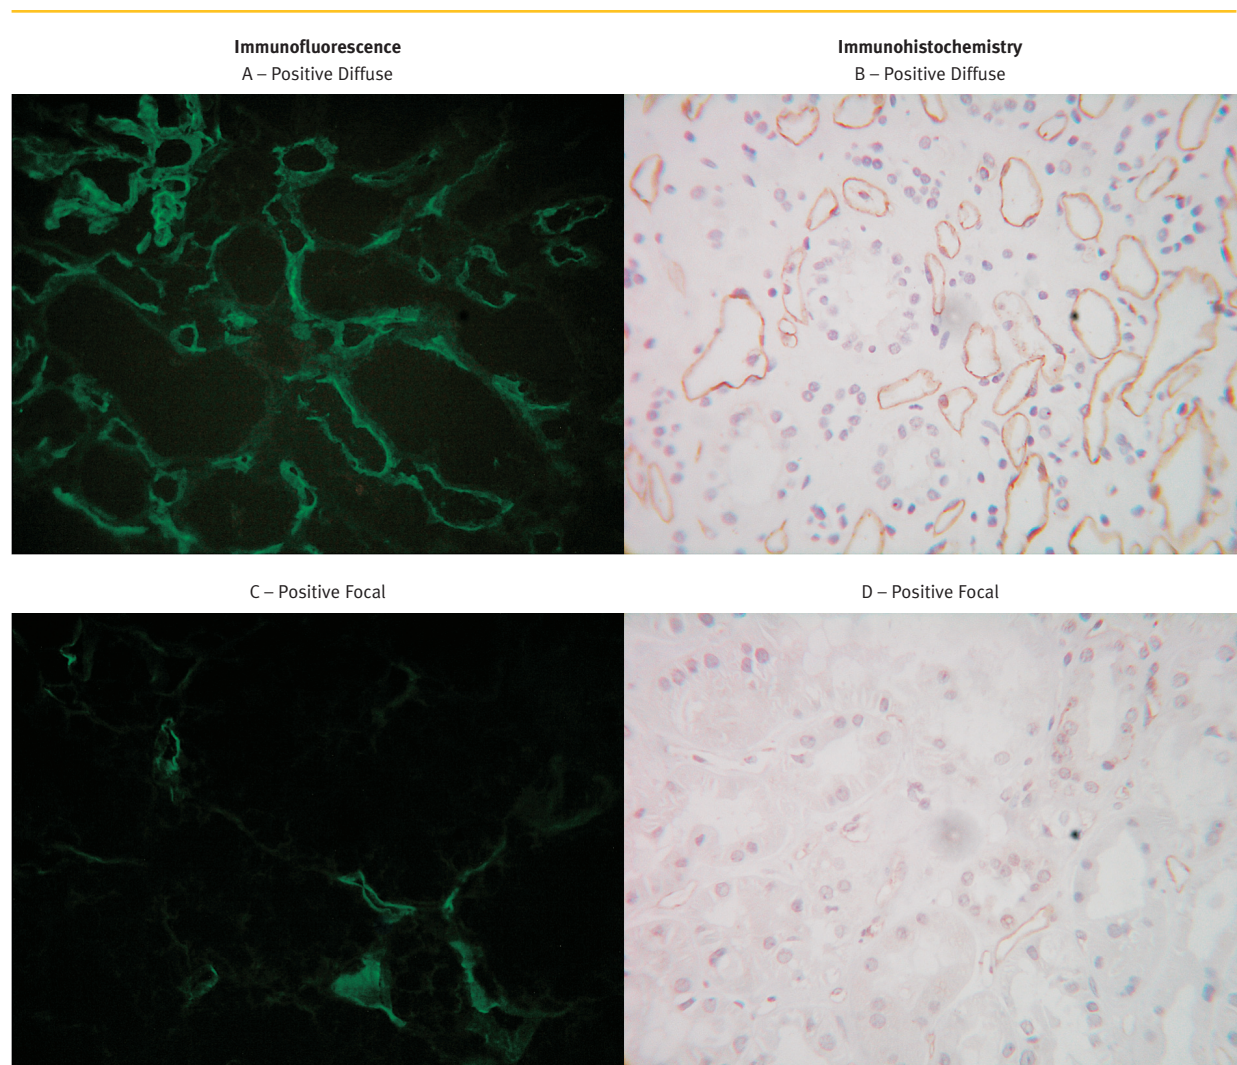 Immunofluorescence
A – Positive Diffuse
Immunohistochemistry
B – Positive Diffuse
C – Positive Focal
D – Positive Focal